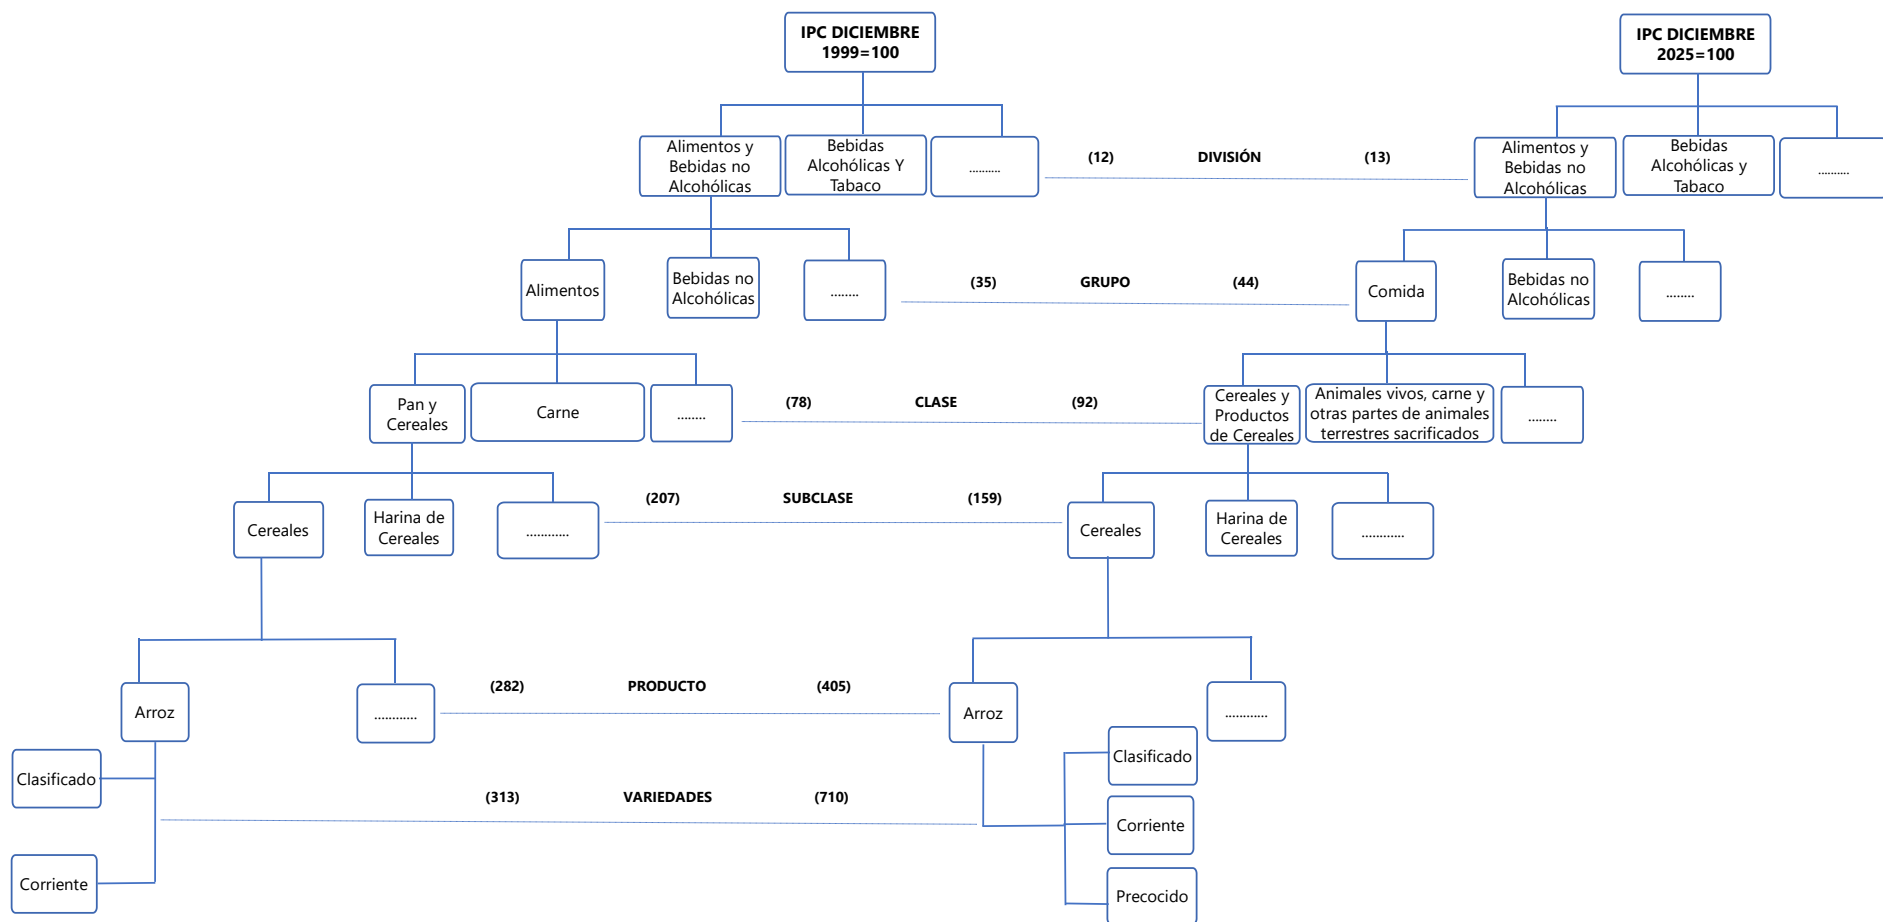 IPC DICIEMBRE
1999=100
IPC DICIEMBRE
2025=100
Alimentos y
Bebidas no
Alcohólicas
Bebidas
Alcohólicas Y
Tabaco
..........
(12) DIVISIÓN (13)
Alimentos y
Bebidas no
Alcohólicas
Bebidas
Alcohólicas y
Tabaco
..........
Alimentos
Bebidas no
Alcohólicas
........
(35) GRUPO (44)
Comida
Bebidas no
Alcohólicas
........
Pan y
Cereales
Carne
........
(78) CLASE (92)
Cereales y
Productos
de Cereales
Animales vivos, carne y
otras partes de animales
terrestres sacrificados
........
Cereales
Harina de
Cereales
............
(207) SUBCLASE (159)
Cereales
Harina de
Cereales
............
Arroz
............
(282) PRODUCTO (405)
Arroz
............
Clasificado
Corriente
(313) VARIEDADES (710)
Clasificado
Corriente
Precocido